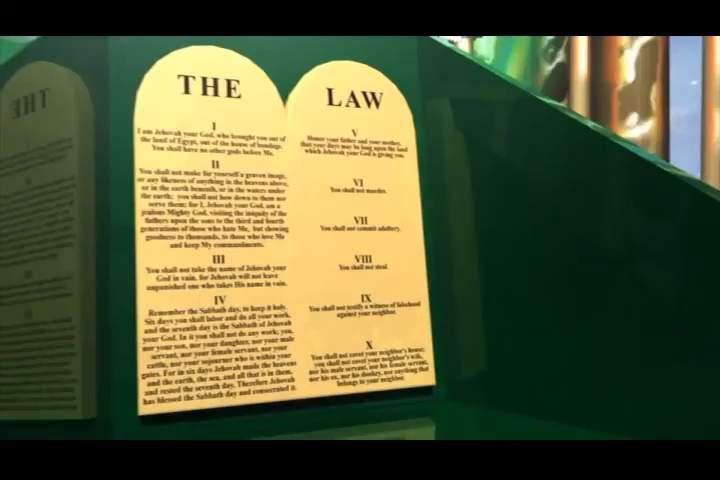 THE
I
I am Jehovah your God, who brought you out of
the land of Egypt, out of the house of bondage.
You shall have no other gods before Me.
II
You shall not make for yourself a graven image,
or any likeness of anything in the heavens above,
or in the earth beneath, or in the waters under
the earth; you shall not bow down to them nor
serve them; for I, Jehovah your God, am a
jealous Mighty God, visiting the iniquity of the
fathers upon the sons to the third and fourth
generations of those who hate Me, but showing
goodness to thousands, to those who love Me
and keep My commandments.
III
You shall not take the name of Jehovah your
God in vain, for Jehovah will not leave
unpunished one who takes His name in vain.
IV
Remember the Sabbath day, to keep it holy.
Six days you shall labor and do all your work,
and the seventh day is the Sabbath of Jehovah
your God. In it you shall not do any work; you,
nor your son, nor your daughter, nor your male
servant, nor your female servant, nor your
cattle, nor your sojourner who is within your
gates. For in six days Jehovah made the heavens
and the earth, the sea, and all that is in them,
and rested the seventh day. Therefore Jehovah
has blessed the Sabbath day and consecrated it.
LAW
V
Honor your father and your mother,
that your days may be long upon the land
which Jehovah your God is giving you.
VI
You shall not murder.
VII
You shall not commit adultery.
VIII
You shall not steal.
IX
You shall not testify a witness of falsehood
against your neighbor.
X
You shall not covet your neighbor's house;
you shall not covet your neighbor's wife,
nor his male servant, nor his female servant,
nor his ox, nor his donkey, nor anything that
belongs to your neighbor.